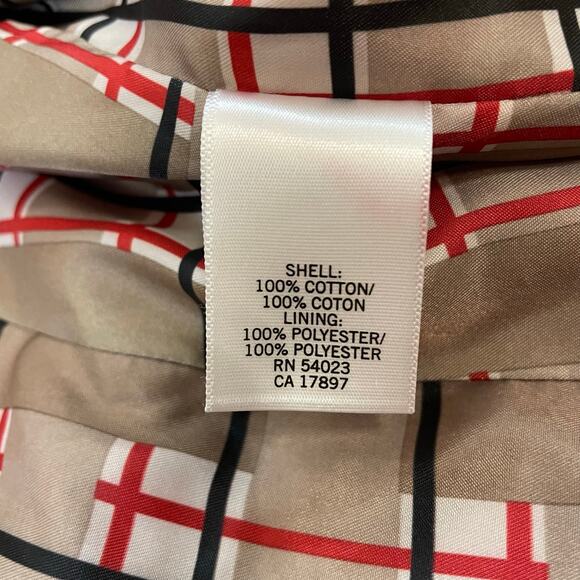 SHELL:
100% COTTON/
100% COTON
LINING:
100% POLYESTER/
100% POLYESTER
RN 54023
CA 17897